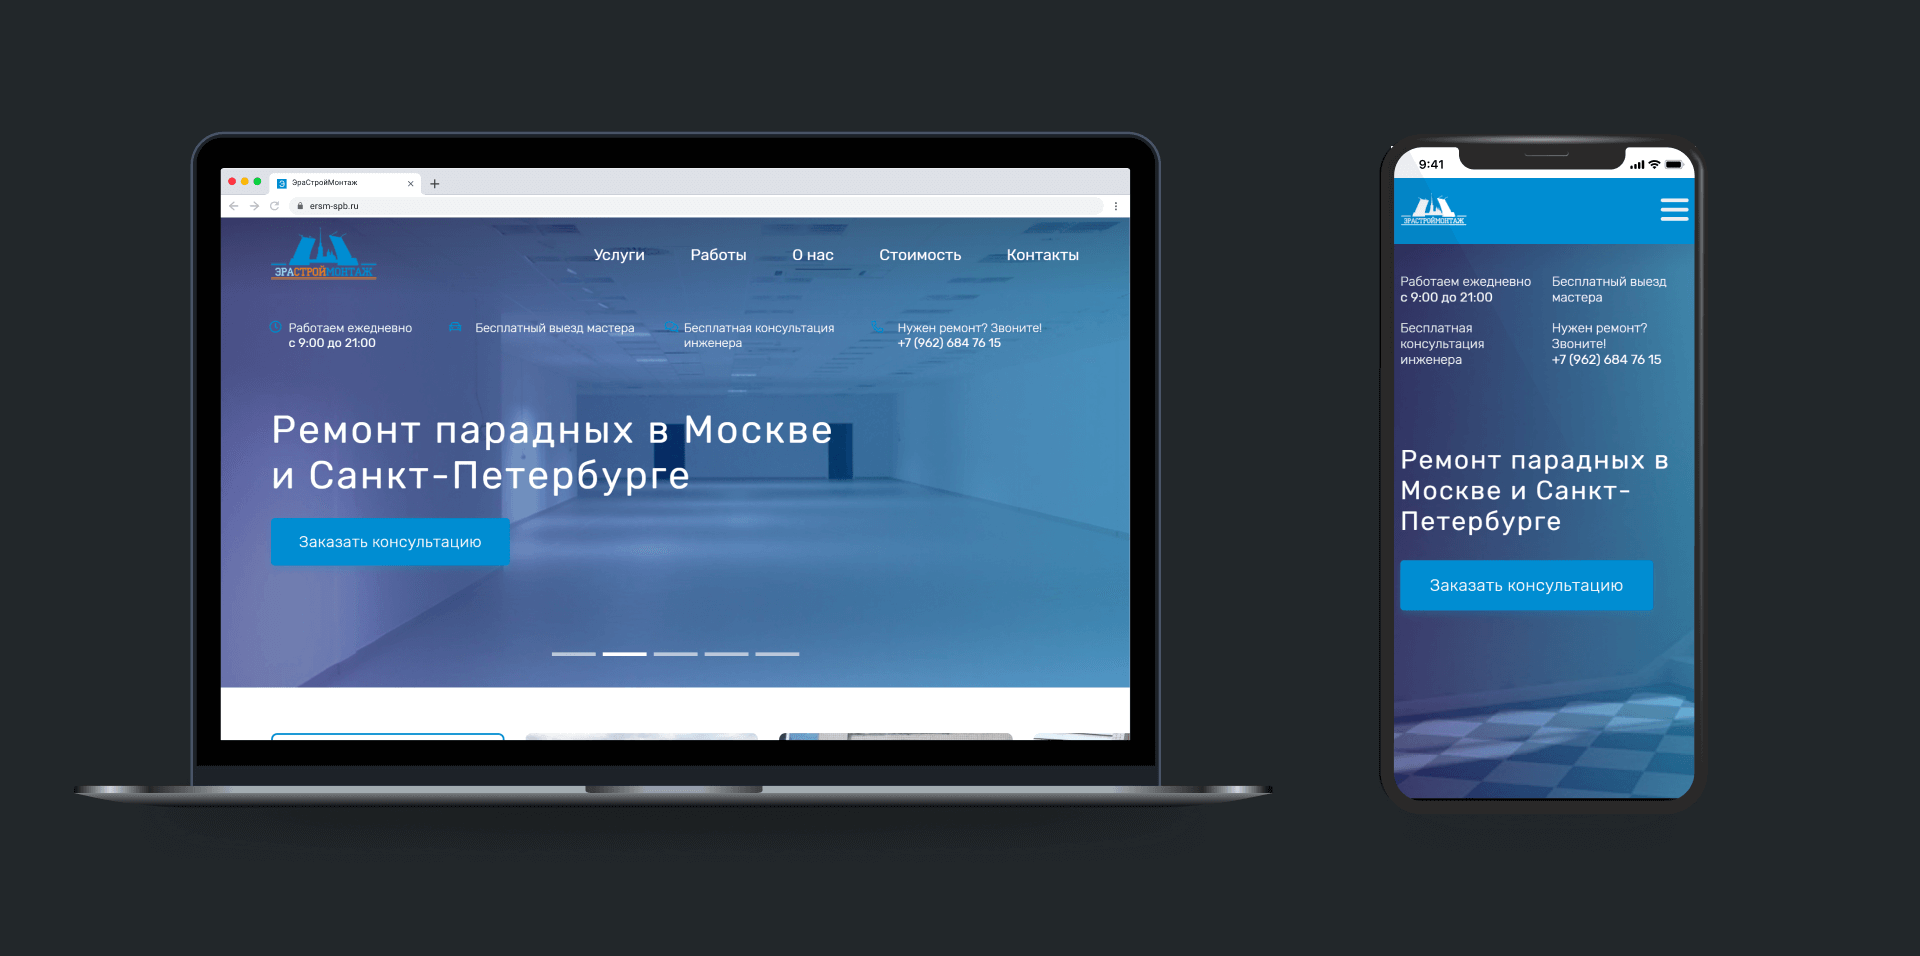 ЭраСтройМонтаж
ersm-spb.ru
ЭРАСТРОЙМОНТАЖ
Услуги
Работы
О нас
Стоимость
Контакты
Работаем ежедневно
с 9:00 до 21:00
Бесплатный выезд мастера
Бесплатная консультация
инженера
Нужен ремонт? Звоните!
+7 (962) 684 76 15
Ремонт парадных в Москве
и Санкт-Петербурге
Заказать консультацию
9:41
ЭРАСТРОЙМОНТАЖ
Работаем ежедневно
с 9:00 до 21:00
Бесплатный выезд
мастера
Бесплатная
консультация
инженера
Нужен ремонт?
Звоните!
+7 (962) 684 76 15
Ремонт парадных в
Москве и Санкт-
Петербурге
Заказать консультацию